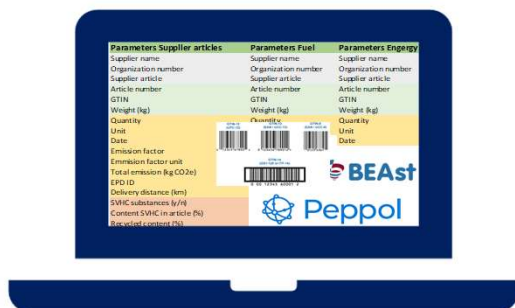 Parameters Supplier articles Parameters Fuel Parameters Engergy
Supplier name Supplier name Supplier name
Organization number Organization number Organization number
Supplier article Supplier article Supplier article
Article number Article number Article number
GTIN GTIN GTIN
Weight (kg) Weight (kg) Weight (kg)
Quantity Quantity Quantity
Unit Unit
Date Date
Emission factor
Emmission factor unit
Total emission (kg CO2e)
EPD ID
Delivery distance (km)
SVHC substances (y/n)
Content SVHC in article (%)
Recycled content (%)
BEAst
Peppol